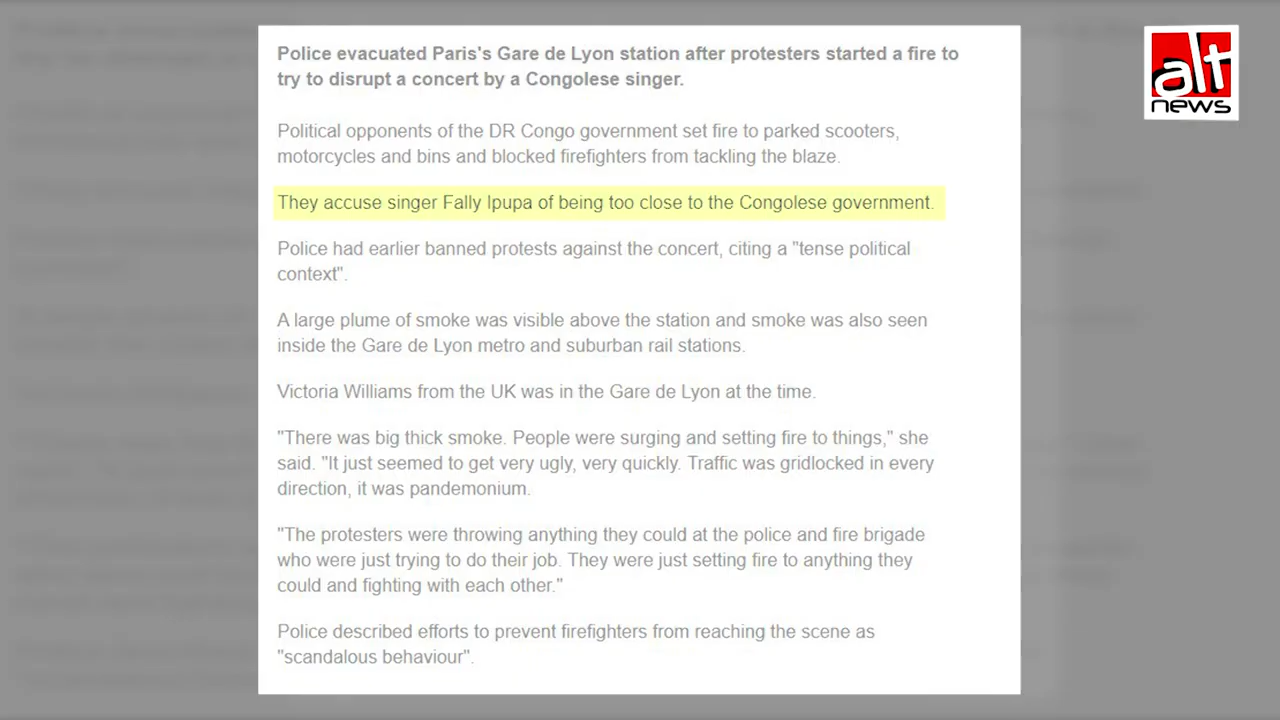 Police evacuated Paris's Gare de Lyon station after protesters started a fire to
try to disrupt a concert by a Congolese singer.
Political opponents of the DR Congo government set fire to parked scooters,
motorcycles and bins and blocked firefighters from tackling the blaze.
They accuse singer Fally Ipupa of being too close to the Congolese government.
Police had earlier banned protests against the concert, citing a "tense political
context".
A large plume of smoke was visible above the station and smoke was also seen
inside the Gare de Lyon metro and suburban rail stations.
Victoria Williams from the UK was in the Gare de Lyon at the time.
"There was big thick smoke. People were surging and setting fire to things," she
said. "It just seemed to get very ugly, very quickly. Traffic was gridlocked in every
direction, it was pandemonium.
"The protesters were throwing anything they could at the police and fire brigade
who were just trying to do their job. They were just setting fire to anything they
could and fighting with each other."
Police described efforts to prevent firefighters from reaching the scene as
"scandalous behaviour".
alt
news